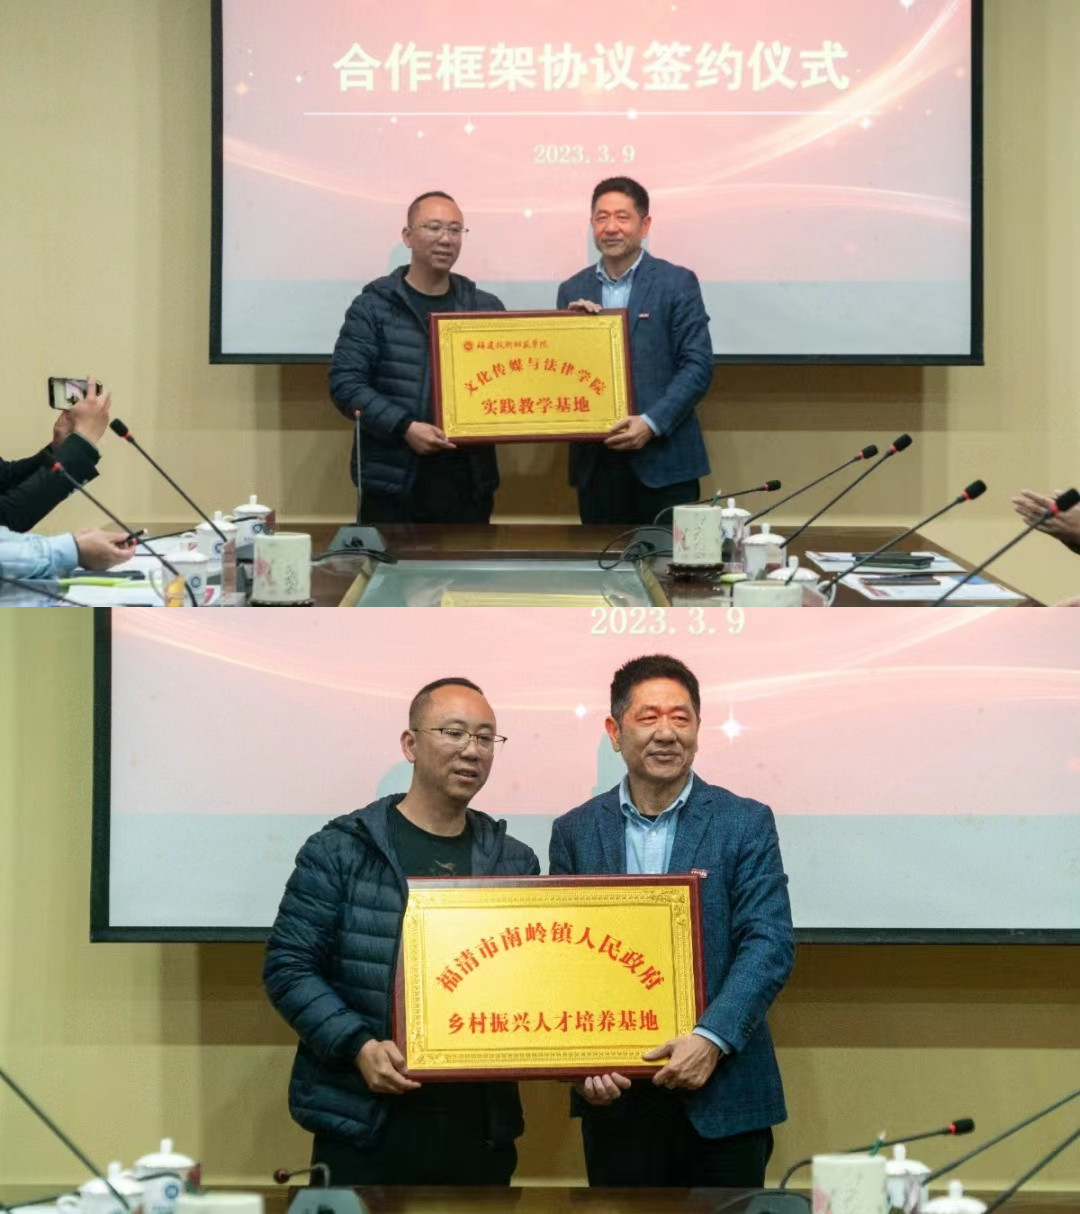 合作框架协议签约仪式
2023.3.9
福建技术师范学院
文化传媒与法律学院
实践教学基地
2023.3.9
福清市南岭镇人民政府
乡村振兴人才培养基地